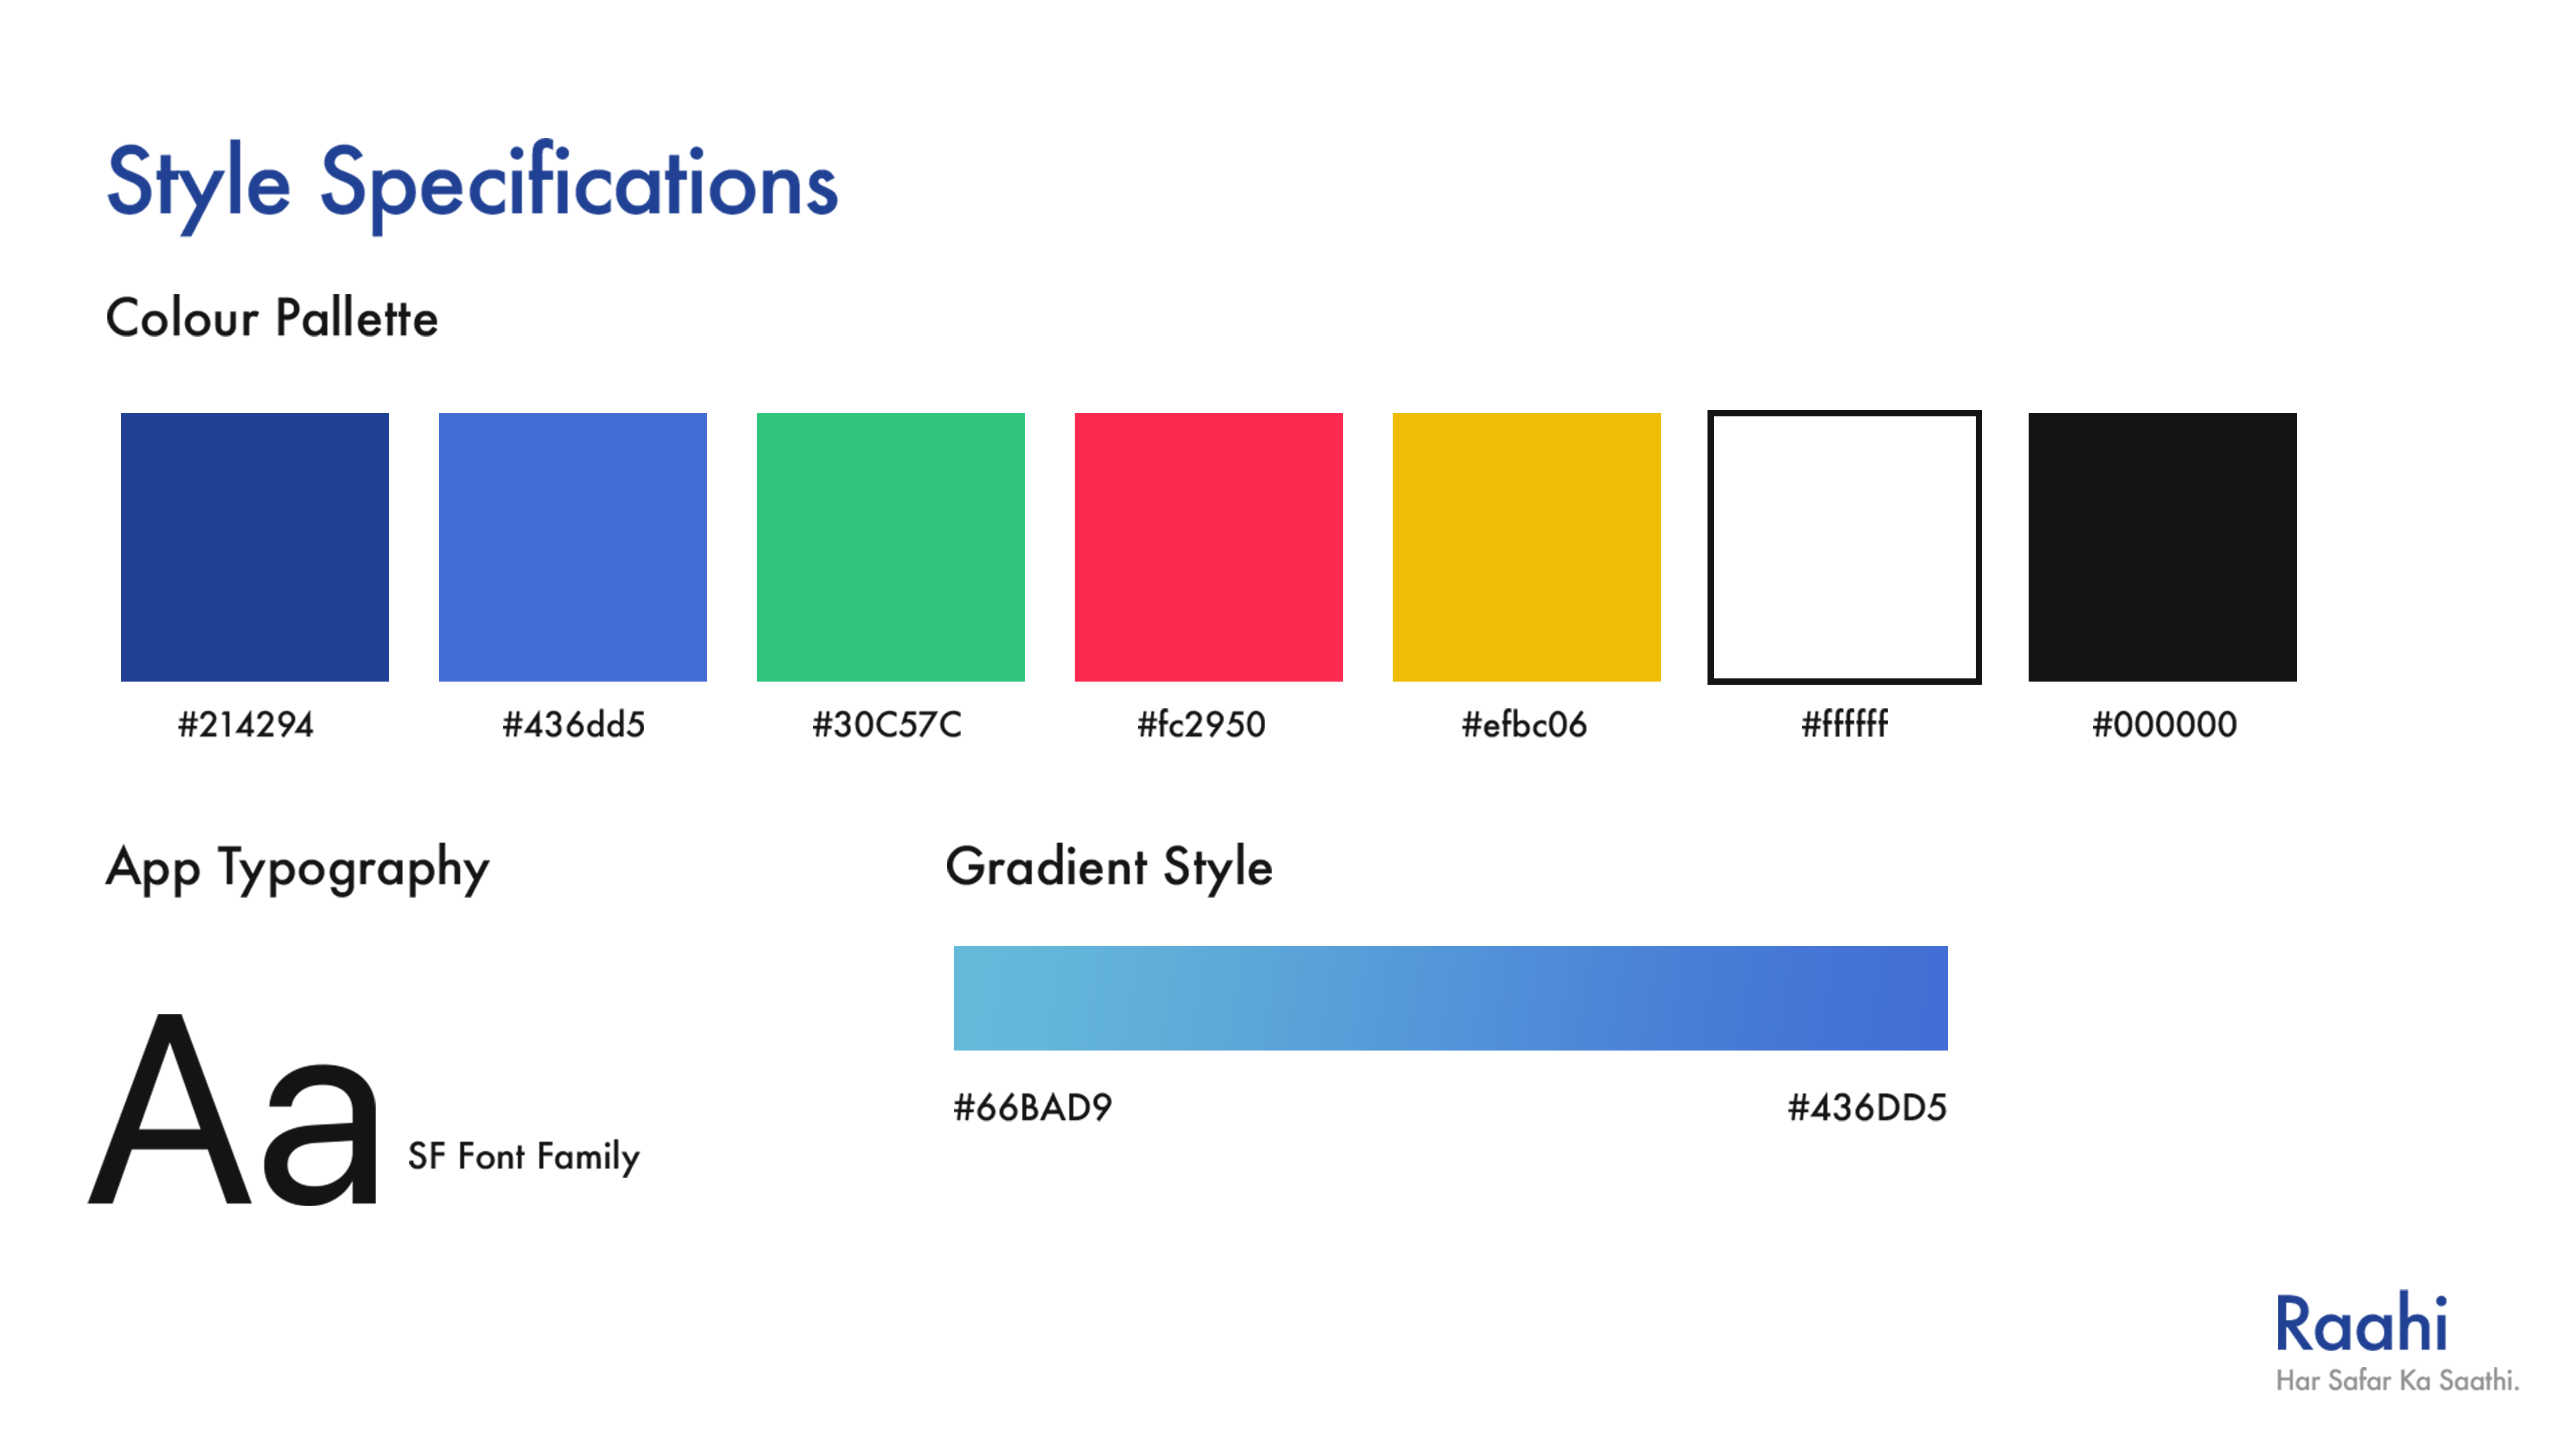 Style Specifications
Colour Pallette
#214294 #436dd5 #30C57C #fc2950 #efbc06 #ffffff #000000
App Typography
Aa SF Font Family
Gradient Style
#66BAD9 #436DD5
Raahi
Har Safar Ka Saathi.